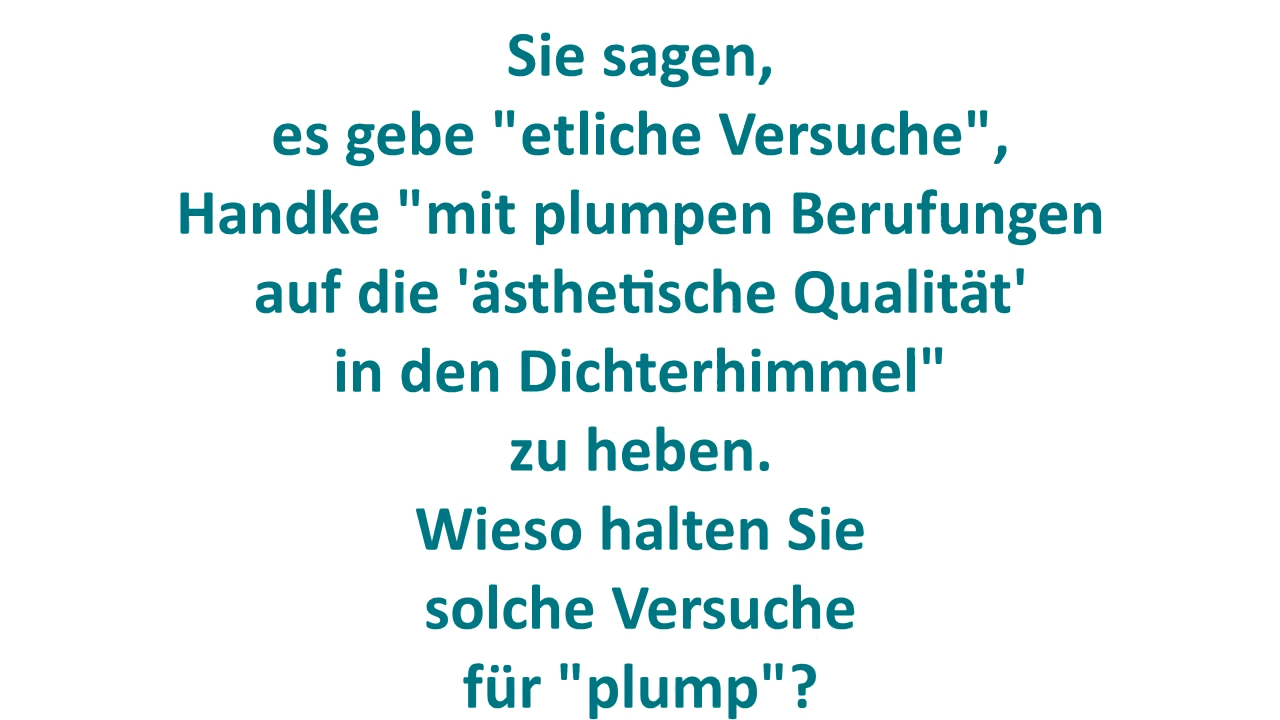 Sie sagen,
es gebe "etliche Versuche",
Handke "mit plumpen Berufungen
auf die 'ästhetische Qualität'
in den Dichterhimmel"
zu heben.
Wieso halten Sie
solche Versuche
für "plump"?